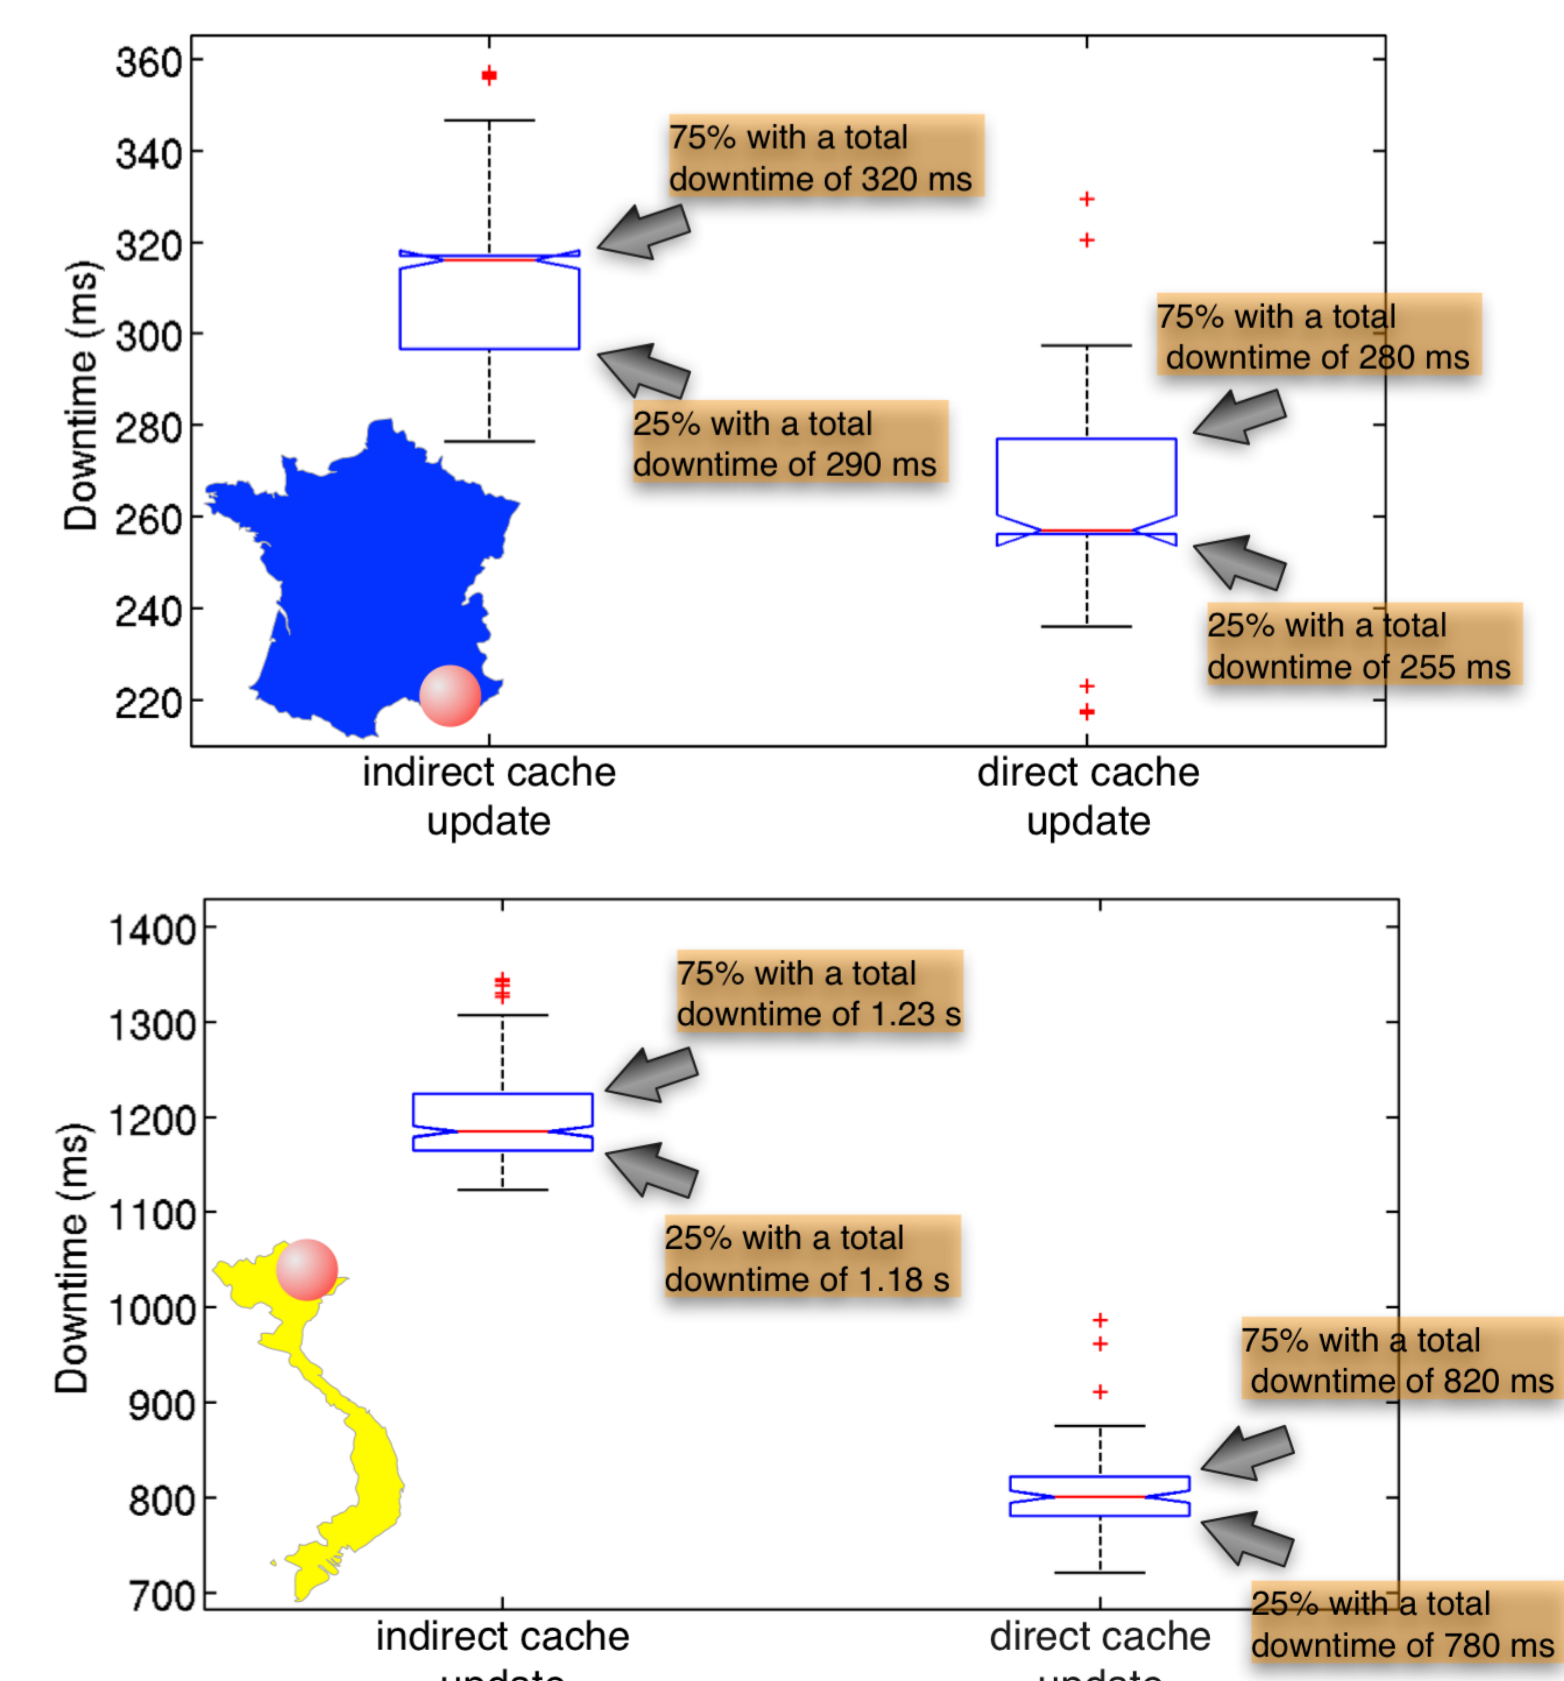 360
340
320
300
280
260
240
220
Downtime (ms)
75% with a total
downtime of 320 ms
25% with a total
downtime of 290 ms
75% with a total
downtime of 280 ms
25% with a total
downtime of 255 ms
indirect cache
update
direct cache
update
1400
1300
1200
1100
1000
900
800
700
Downtime (ms)
75% with a total
downtime of 1.23 s
25% with a total
downtime of 1.18 s
75% with a total
downtime of 820 ms
25% with a total
downtime of 780 ms
indirect cache
update
direct cache
update